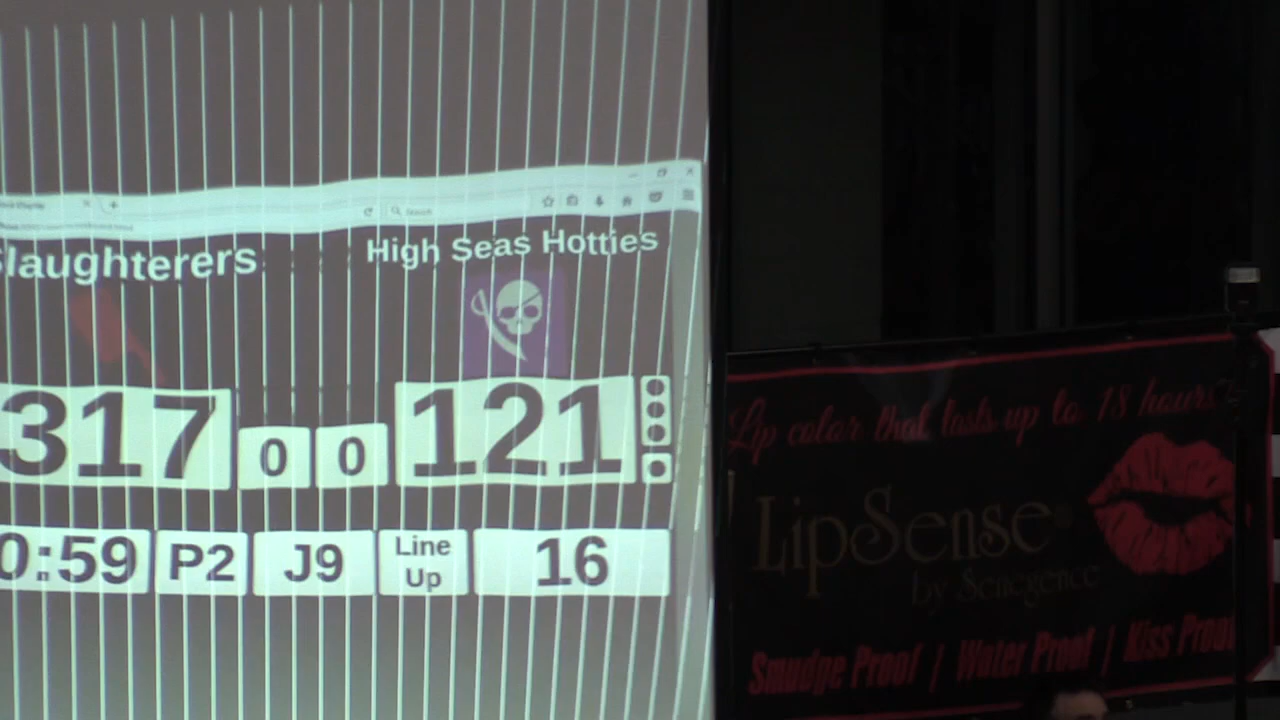 Search
Slaughterers
High Seas Hotties
317
0
0
121
0:59
P2
J9
Line
Up
16
Lip color that lasts up to 18 hours
LipSense
by Senegence
Smudge Proof / Water Proof / Kiss Proof